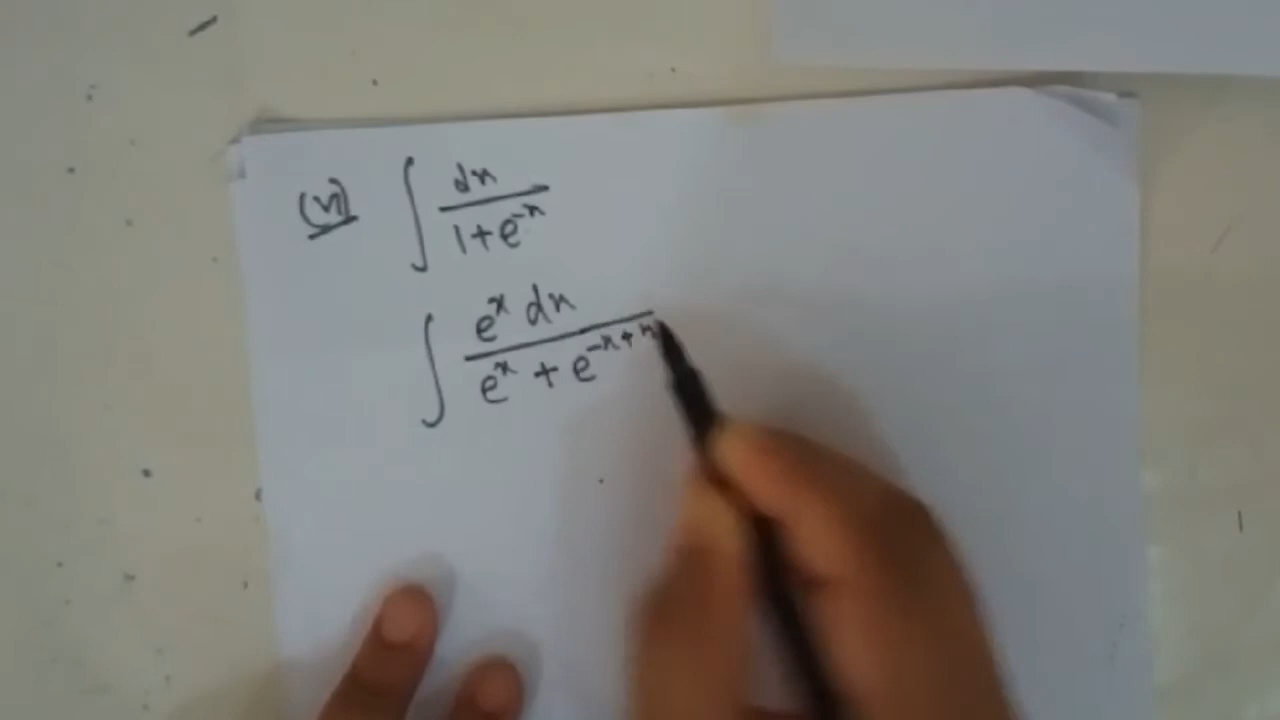 (vi) ∫ dx / (1 + e^{-x})
∫ e^x dx / (e^x + e^{-x+x})